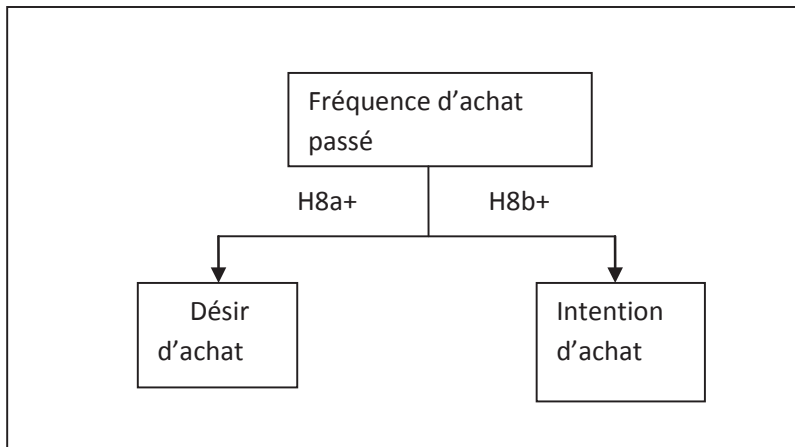 Fréquence d’achat
passé
H8a+ H8b+
Désir
d’achat
Intention
d’achat